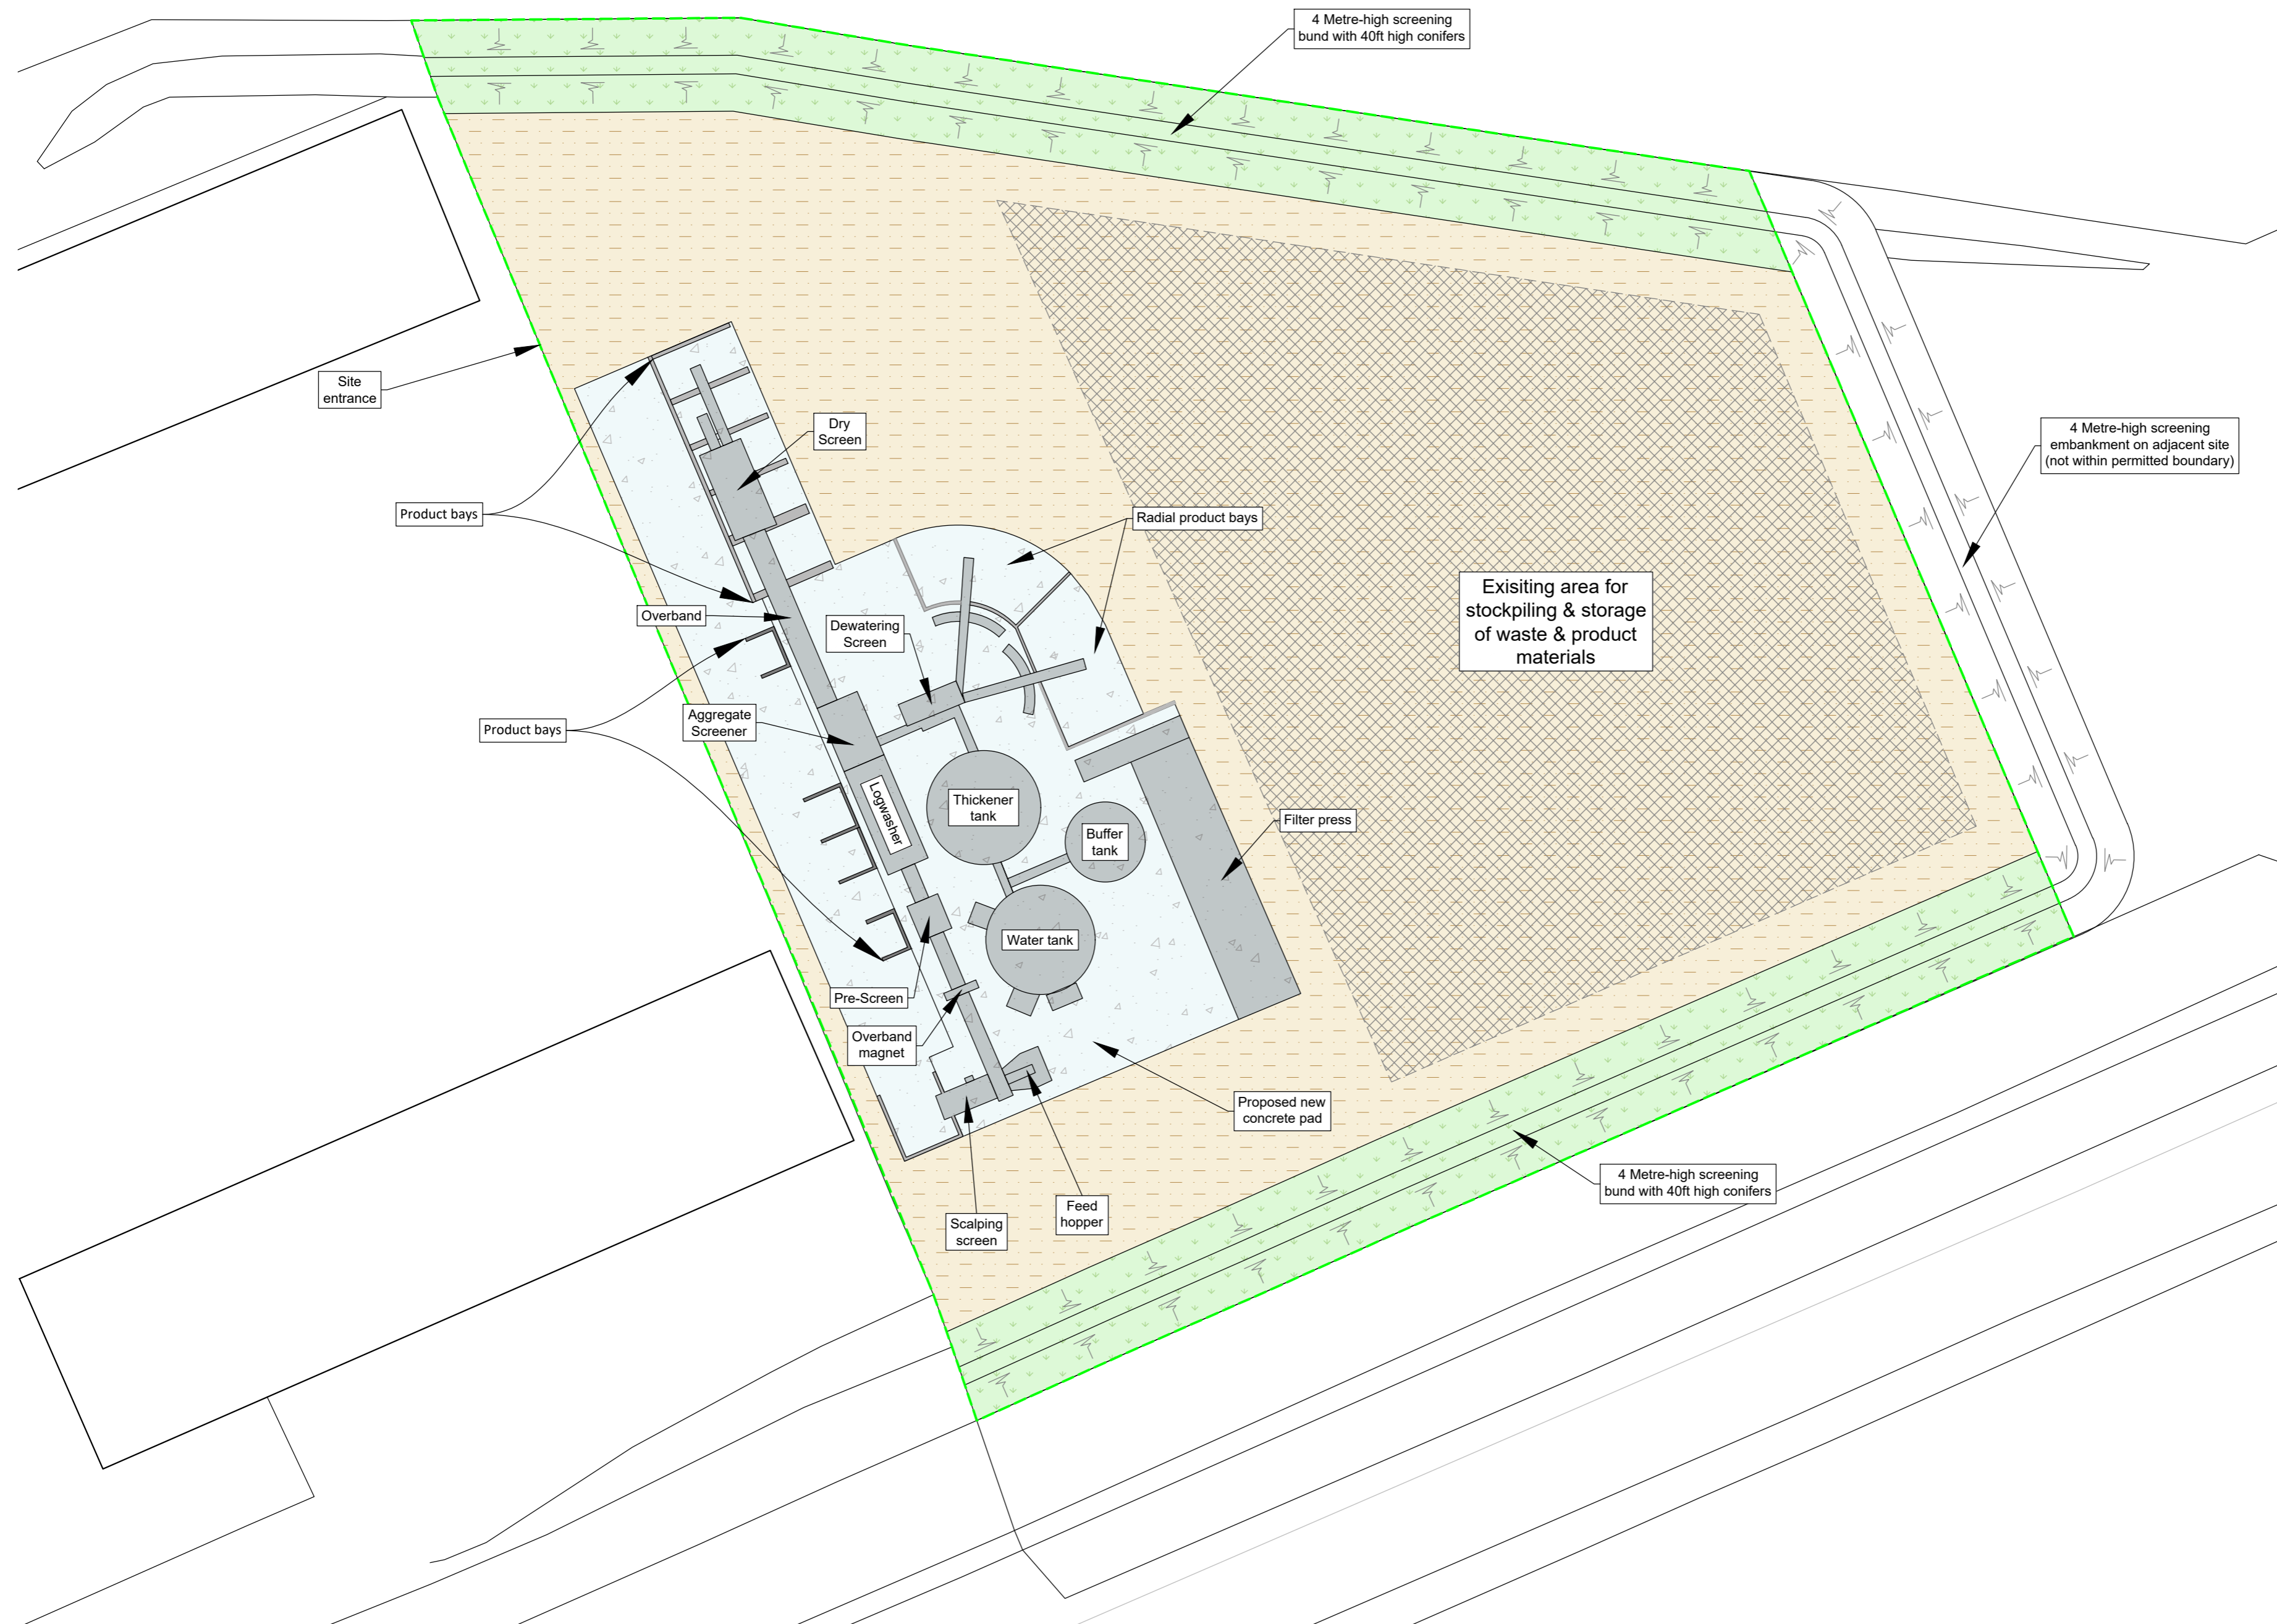 4 Metre-high screening
bund with 40ft high conifers
Site
entrance
Dry
Screen
4 Metre-high screening
embankment on adjacent site
(not within permitted boundary)
Product bays
Radial product bays
Exisiting area for
stockpiling & storage
of waste & product
materials
Overband
Dewatering
Screen
Product bays
Aggregate
Screener
Logwasher
Thickener
tank
Buffer
tank
Filter press
Water tank
Pre-Screen
Overband
magnet
Proposed new
concrete pad
4 Metre-high screening
bund with 40ft high conifers
Feed
hopper
Scalping
screen